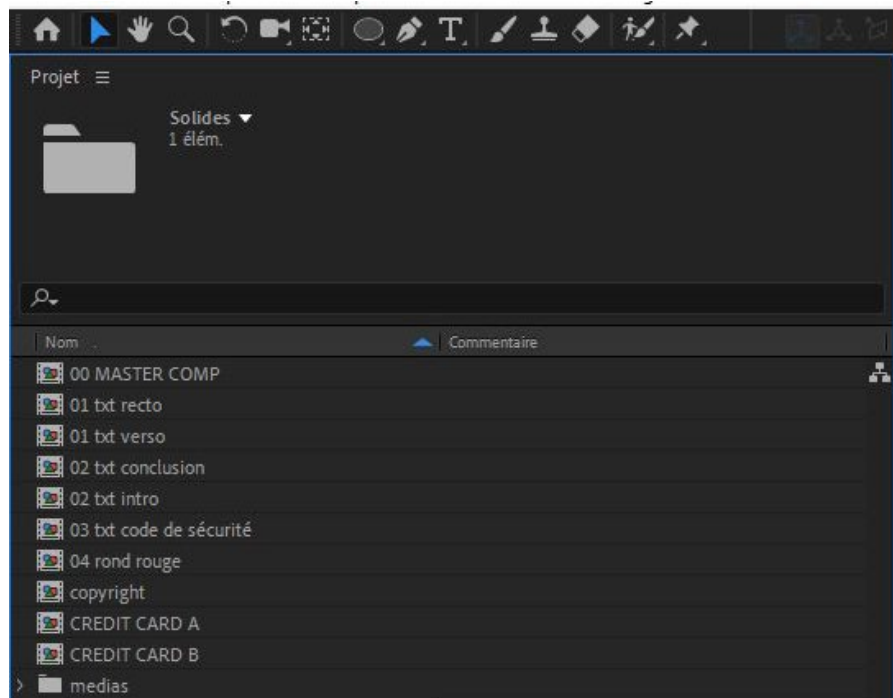 Projet
Solides
1 élém.
Nom
Commentaire
00 MASTER COMP
01 txt recto
01 txt verso
02 txt conclusion
02 txt intro
03 txt code de sécurité
04 rond rouge
copyright
CREDIT CARD A
CREDIT CARD B
medias